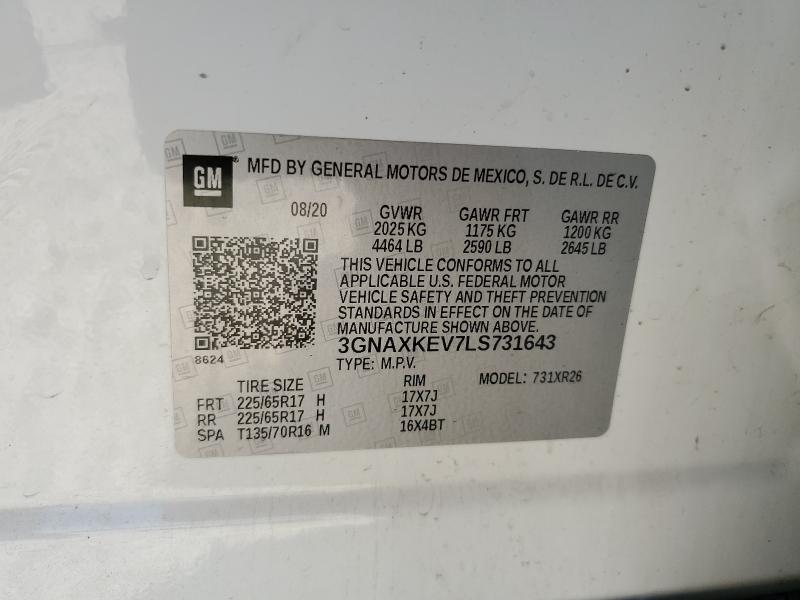 GM® MFD BY GENERAL MOTORS DE MEXICO, S. DE R.L. DE C.V.
08/20 GVWR GAWR FRT GAWR RR
2025 KG 1175 KG 1200 KG
4464 LB 2590 LB 2645 LB
THIS VEHICLE CONFORMS TO ALL
APPLICABLE U.S. FEDERAL MOTOR
VEHICLE SAFETY AND THEFT PREVENTION
STANDARDS IN EFFECT ON THE DATE OF
MANUFACTURE SHOWN ABOVE.
8624
3GNAXKEV7LS731643
TYPE: M.P.V.
TIRE SIZE RIM MODEL: 731XR26
FRT 225/65R17 H 17X7J
RR 225/65R17 H 17X7J
SPA T135/70R16 M 16X4BT